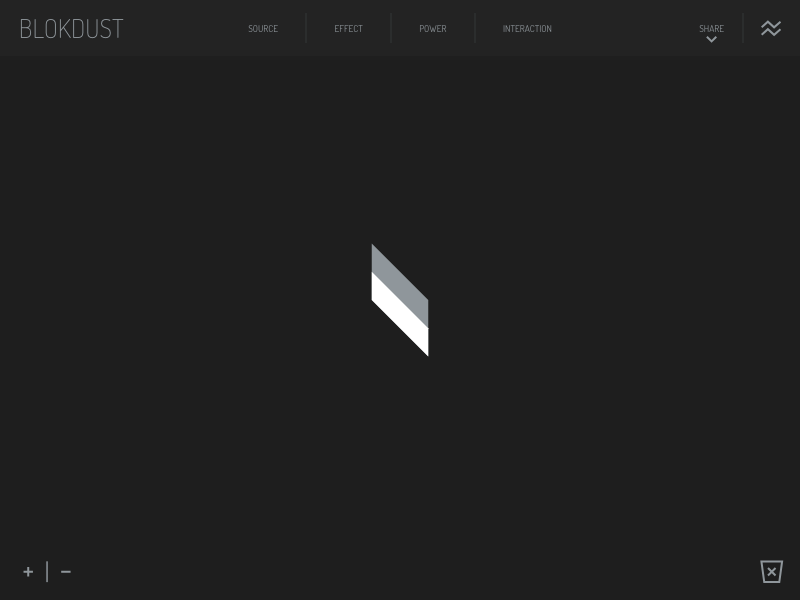 BLOKDUST
SOURCE
EFFECT
POWER
INTERACTION
SHARE